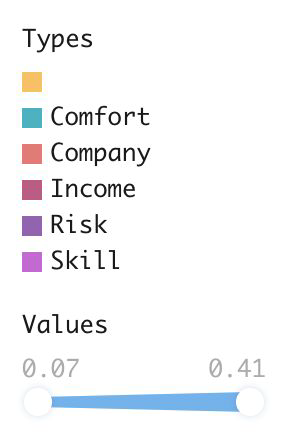 Types
Comfort
Company
Income
Risk
Skill
Values
0.07 0.41